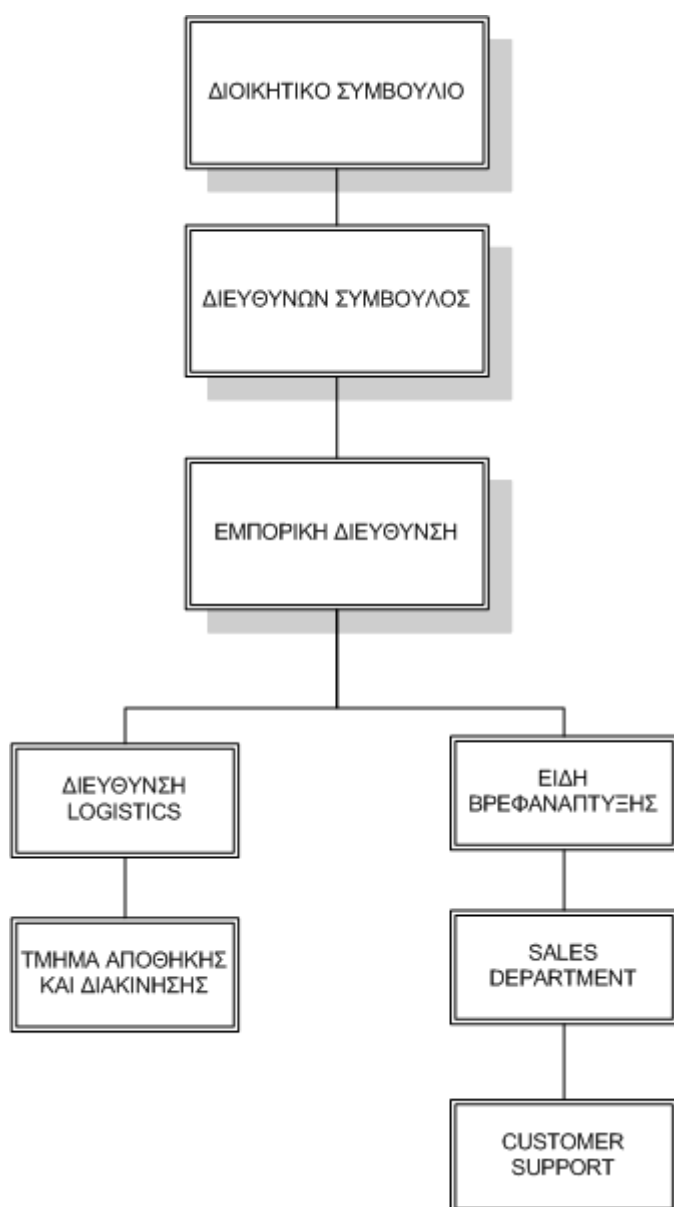 ΔΙΟΙΚΗΤΙΚΟ ΣΥΜΒΟΥΛΙΟ
ΔΙΕΥΘΥΝΩΝ ΣΥΜΒΟΥΛΟΣ
ΕΜΠΟΡΙΚΗ ΔΙΕΥΘΥΝΣΗ
ΔΙΕΥΘΥΝΣΗ
LOGISTICS
ΤΜΗΜΑ ΑΠΟΘΗΚΗΣ
ΚΑΙ ΔΙΑΚΙΝΗΣΗΣ
ΕΙΔΗ
ΒΡΕΦΑΝΑΠΤΥΞΗΣ
SALES
DEPARTMENT
CUSTOMER
SUPPORT